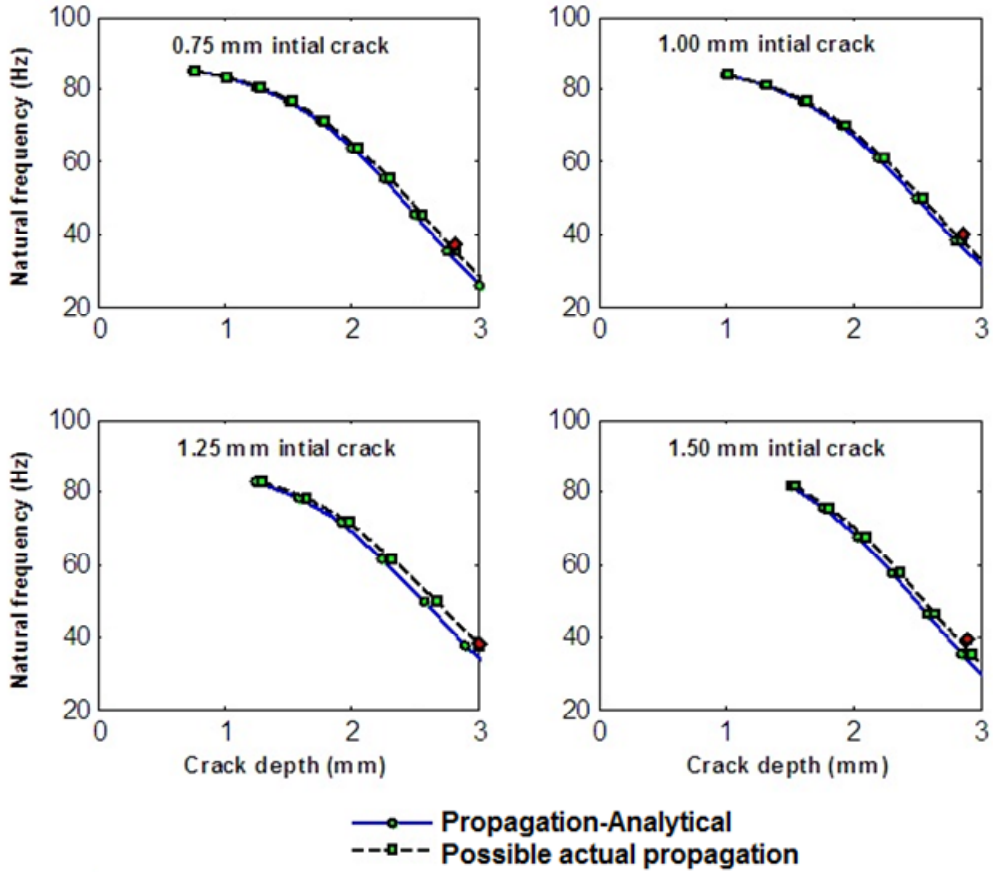 100
80
60
40
20
Natural frequency (Hz)
0.75 mm intial crack
0 1 2 3
100
80
60
40
20
1.00 mm intial crack
0 1 2 3
100
80
60
40
20
Natural frequency (Hz)
1.25 mm intial crack
0 1 2 3
Crack depth (mm)
100
80
60
40
20
1.50 mm intial crack
0 1 2 3
Crack depth (mm)
Propagation-Analytical
Possible actual propagation